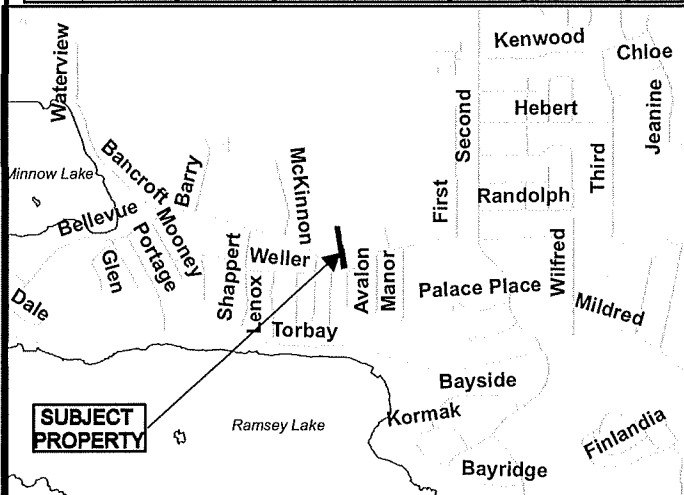 Kenwood
Chloe
Waterview
Hebert
Jeanine
Second
Third
Bancroft
Barry
McKinnon
Minnow Lake
Randolph
First
Bellevue
Mooney
Portage
Glen
Shappert
Weller
Avalon
Manor
Wilfred
Palace Place
Dale
Lenox
Torbay
Mildred
Bayside
SUBJECT
PROPERTY
Kormak
Ramsey Lake
Finlandia
Bayridge